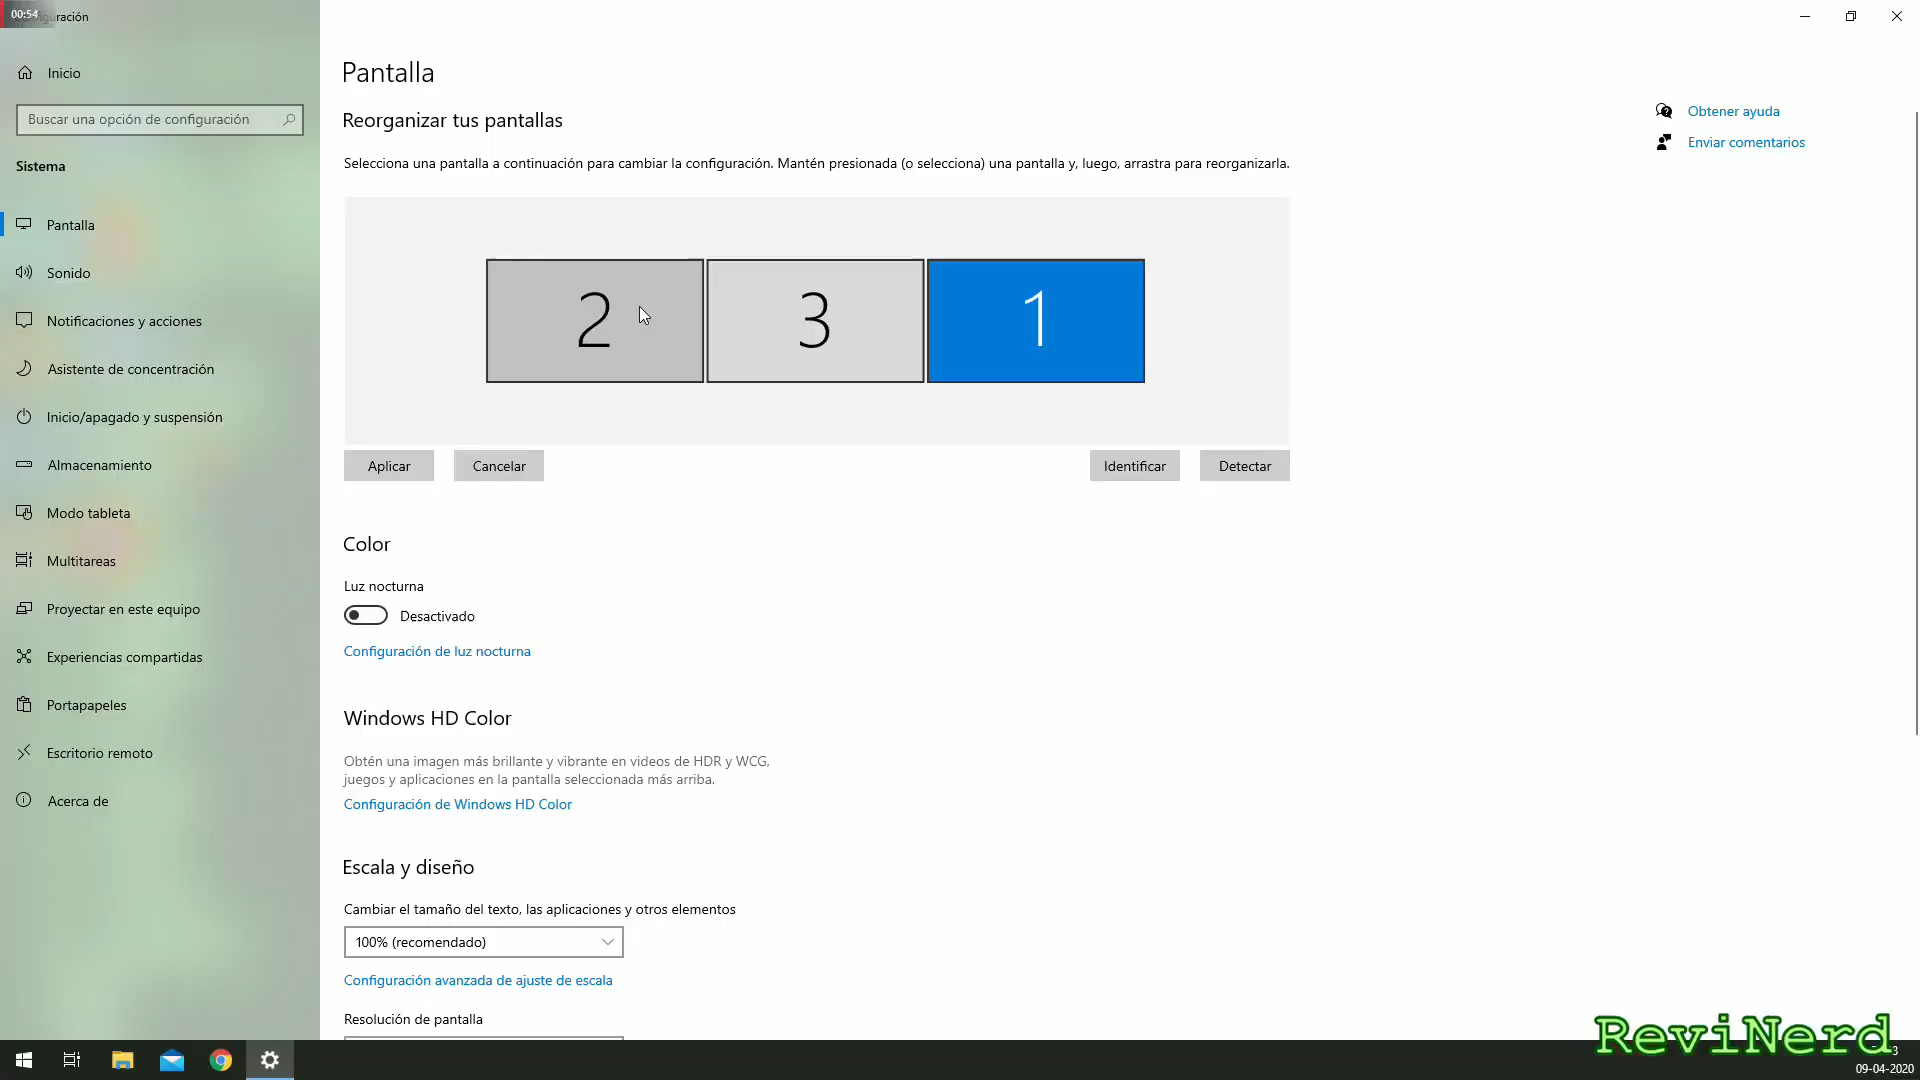 00:54
guración
Inicio
Buscar una opción de configuración
Sistema
Pantalla
Sonido
Notificaciones y acciones
Asistente de concentración
Inicio/apagado y suspensión
Almacenamiento
Modo tableta
Multitareas
Proyectar en este equipo
Experiencias compartidas
Portapapeles
Escritorio remoto
Acerca de
Pantalla
Reorganizar tus pantallas
Selecciona una pantalla a continuación para cambiar la configuración. Mantén presionada (o selecciona) una pantalla y, luego, arrastra para reorganizarla.
2 3 1
Aplicar Cancelar Identificar Detectar
Color
Luz nocturna
Desactivado
Configuración de luz nocturna
Windows HD Color
Obtén una imagen más brillante y vibrante en videos de HDR y WCG,
juegos y aplicaciones en la pantalla seleccionada más arriba.
Configuración de Windows HD Color
Escala y diseño
Cambiar el tamaño del texto, las aplicaciones y otros elementos
100% (recomendado)
Configuración avanzada de ajuste de escala
Resolución de pantalla
Obtener ayuda
Enviar comentarios
ReviNerd
09-04-2020